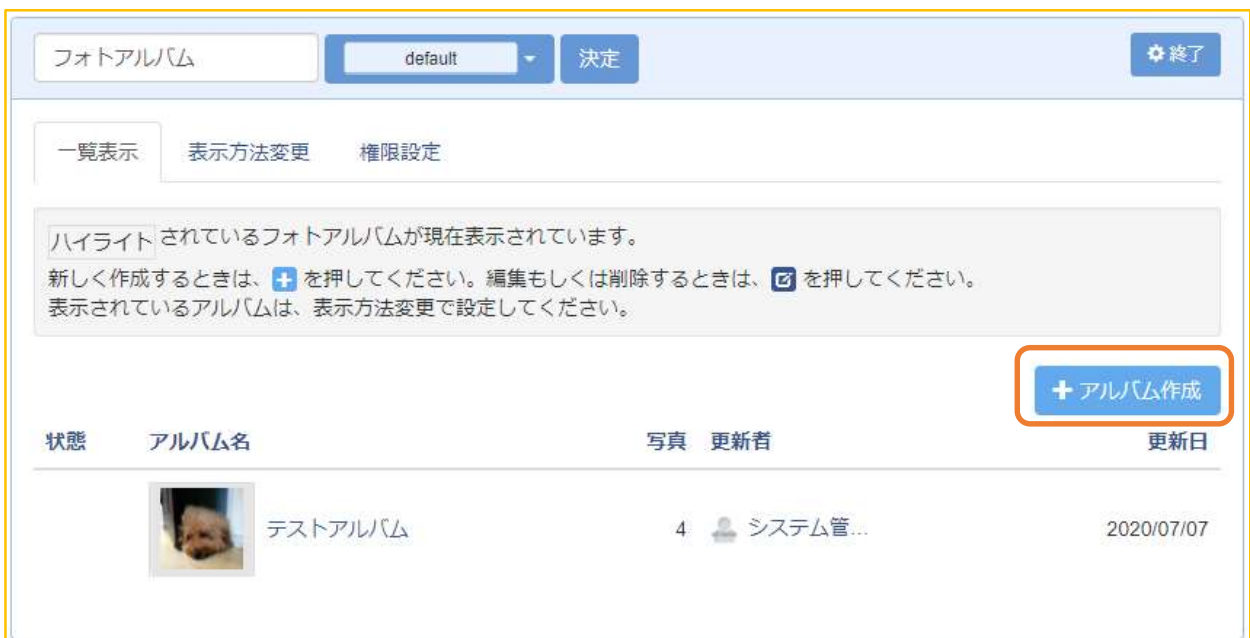 フォトアルバム default 決定 終了
一覧表示 表示方法変更 権限設定
ハイライト されているフォトアルバムが現在表示されています。
新しく作成するときは、 を押してください。編集もしくは削除するときは、 を押してください。
表示されているアルバムは、表示方法変更で設定してください。
アルバム作成
状態 アルバム名 写真 更新者 更新日
テストアルバム 4 システム管... 2020/07/07